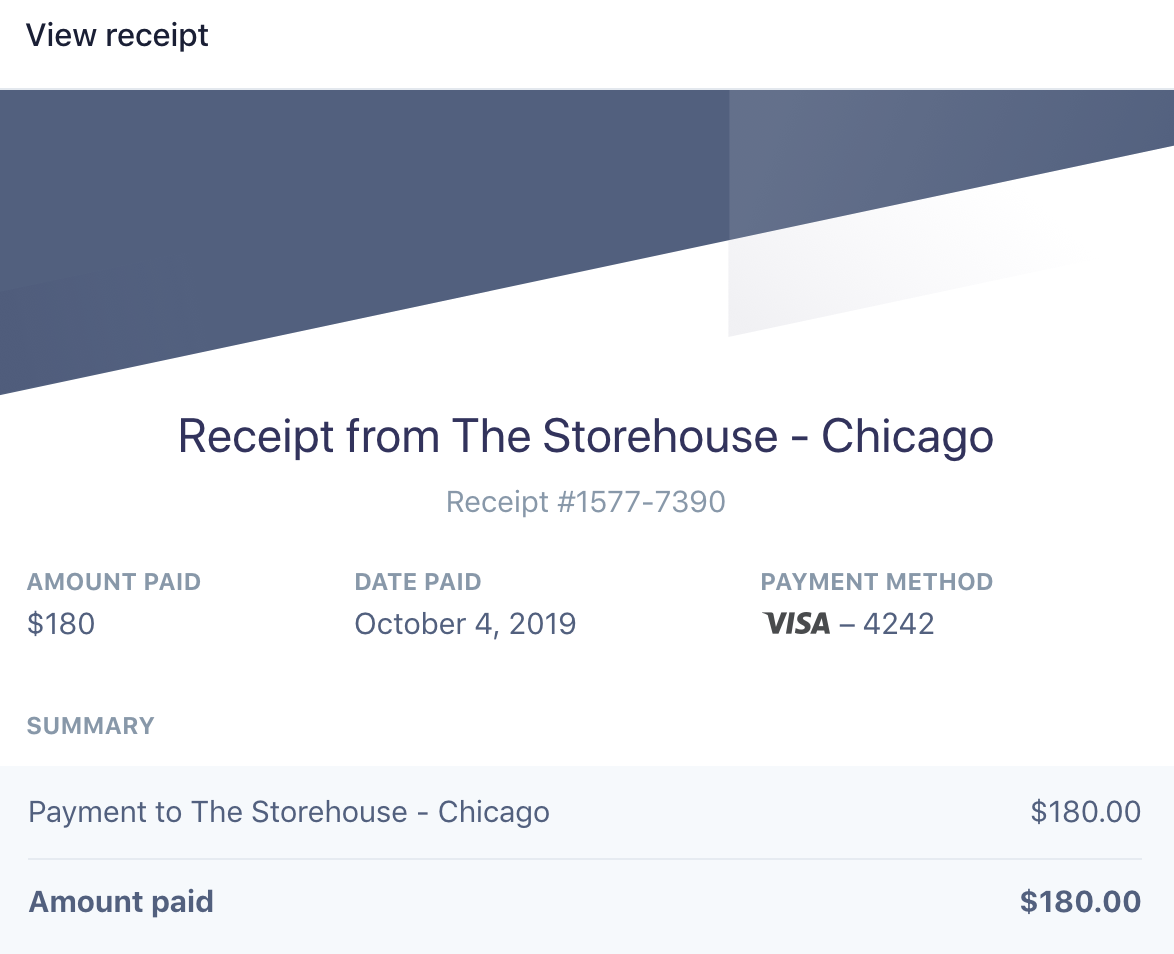 View receipt
Receipt from The Storehouse - Chicago
Receipt #1577-7390
AMOUNT PAID DATE PAID PAYMENT METHOD
$180 October 4, 2019 VISA – 4242
SUMMARY
Payment to The Storehouse - Chicago $180.00
Amount paid $180.00